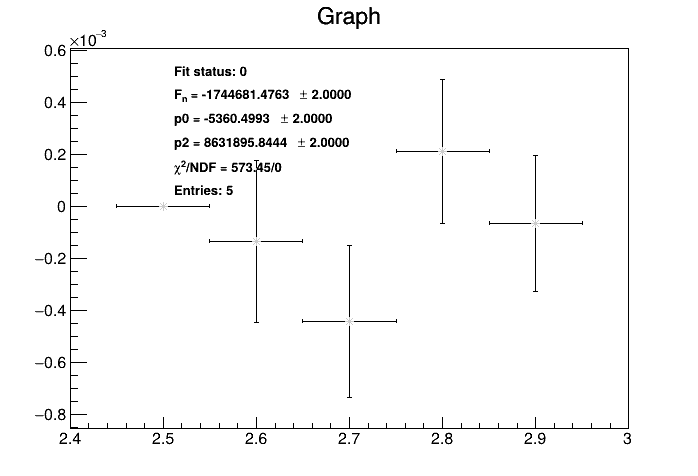 Graph
×10⁻³
0.6
0.4
0.2
0
−0.2
−0.4
−0.6
−0.8
Fit status: 0
Fn = -1744681.4763 ± 2.0000
p0 = -5360.4993 ± 2.0000
p2 = 8631895.8444 ± 2.0000
χ²/NDF = 573.45/0
Entries: 5
2.4 2.5 2.6 2.7 2.8 2.9 3